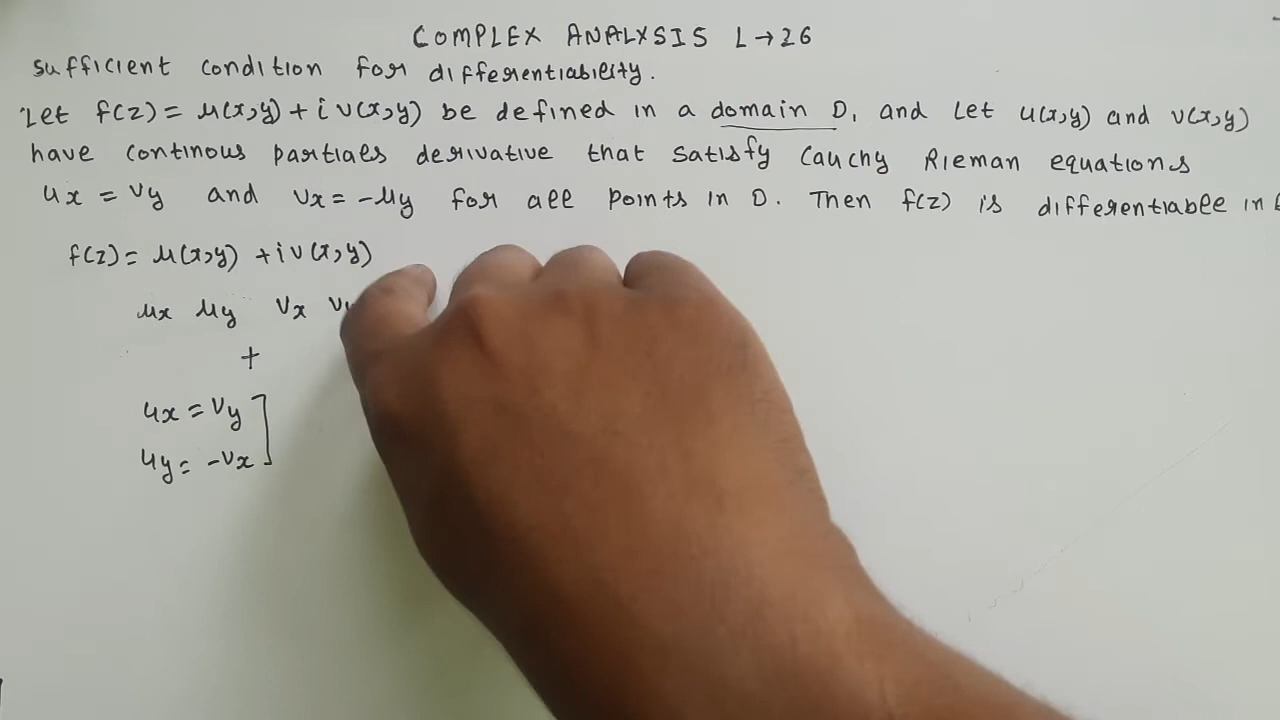 COMPLEX ANALYSIS L → 26
Sufficient condition for differentiability.
Let f(z) = u(x,y) + i v(x,y) be defined in a domain D, and Let u(x,y) and v(x,y)
have continous partials derivative that satisfy Cauchy Rieman equations
ux = vy and vx = -uy for all points in D. Then f(z) is differentiable in
f(z) = u(x,y) + i v(x,y)
ux uy vx
+
ux = vy
uy = -vx